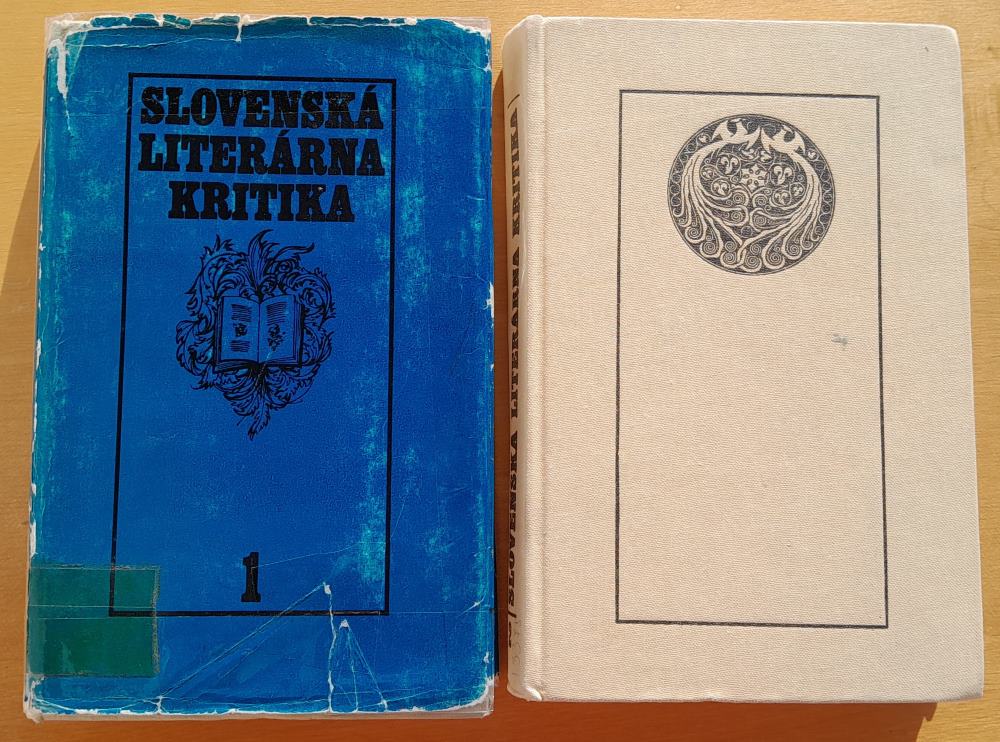 SLOVENSKÁ
LITERÁRNA
KRITIKA
1
SLOVENSKÁ LITERÁRNA KRITIKA